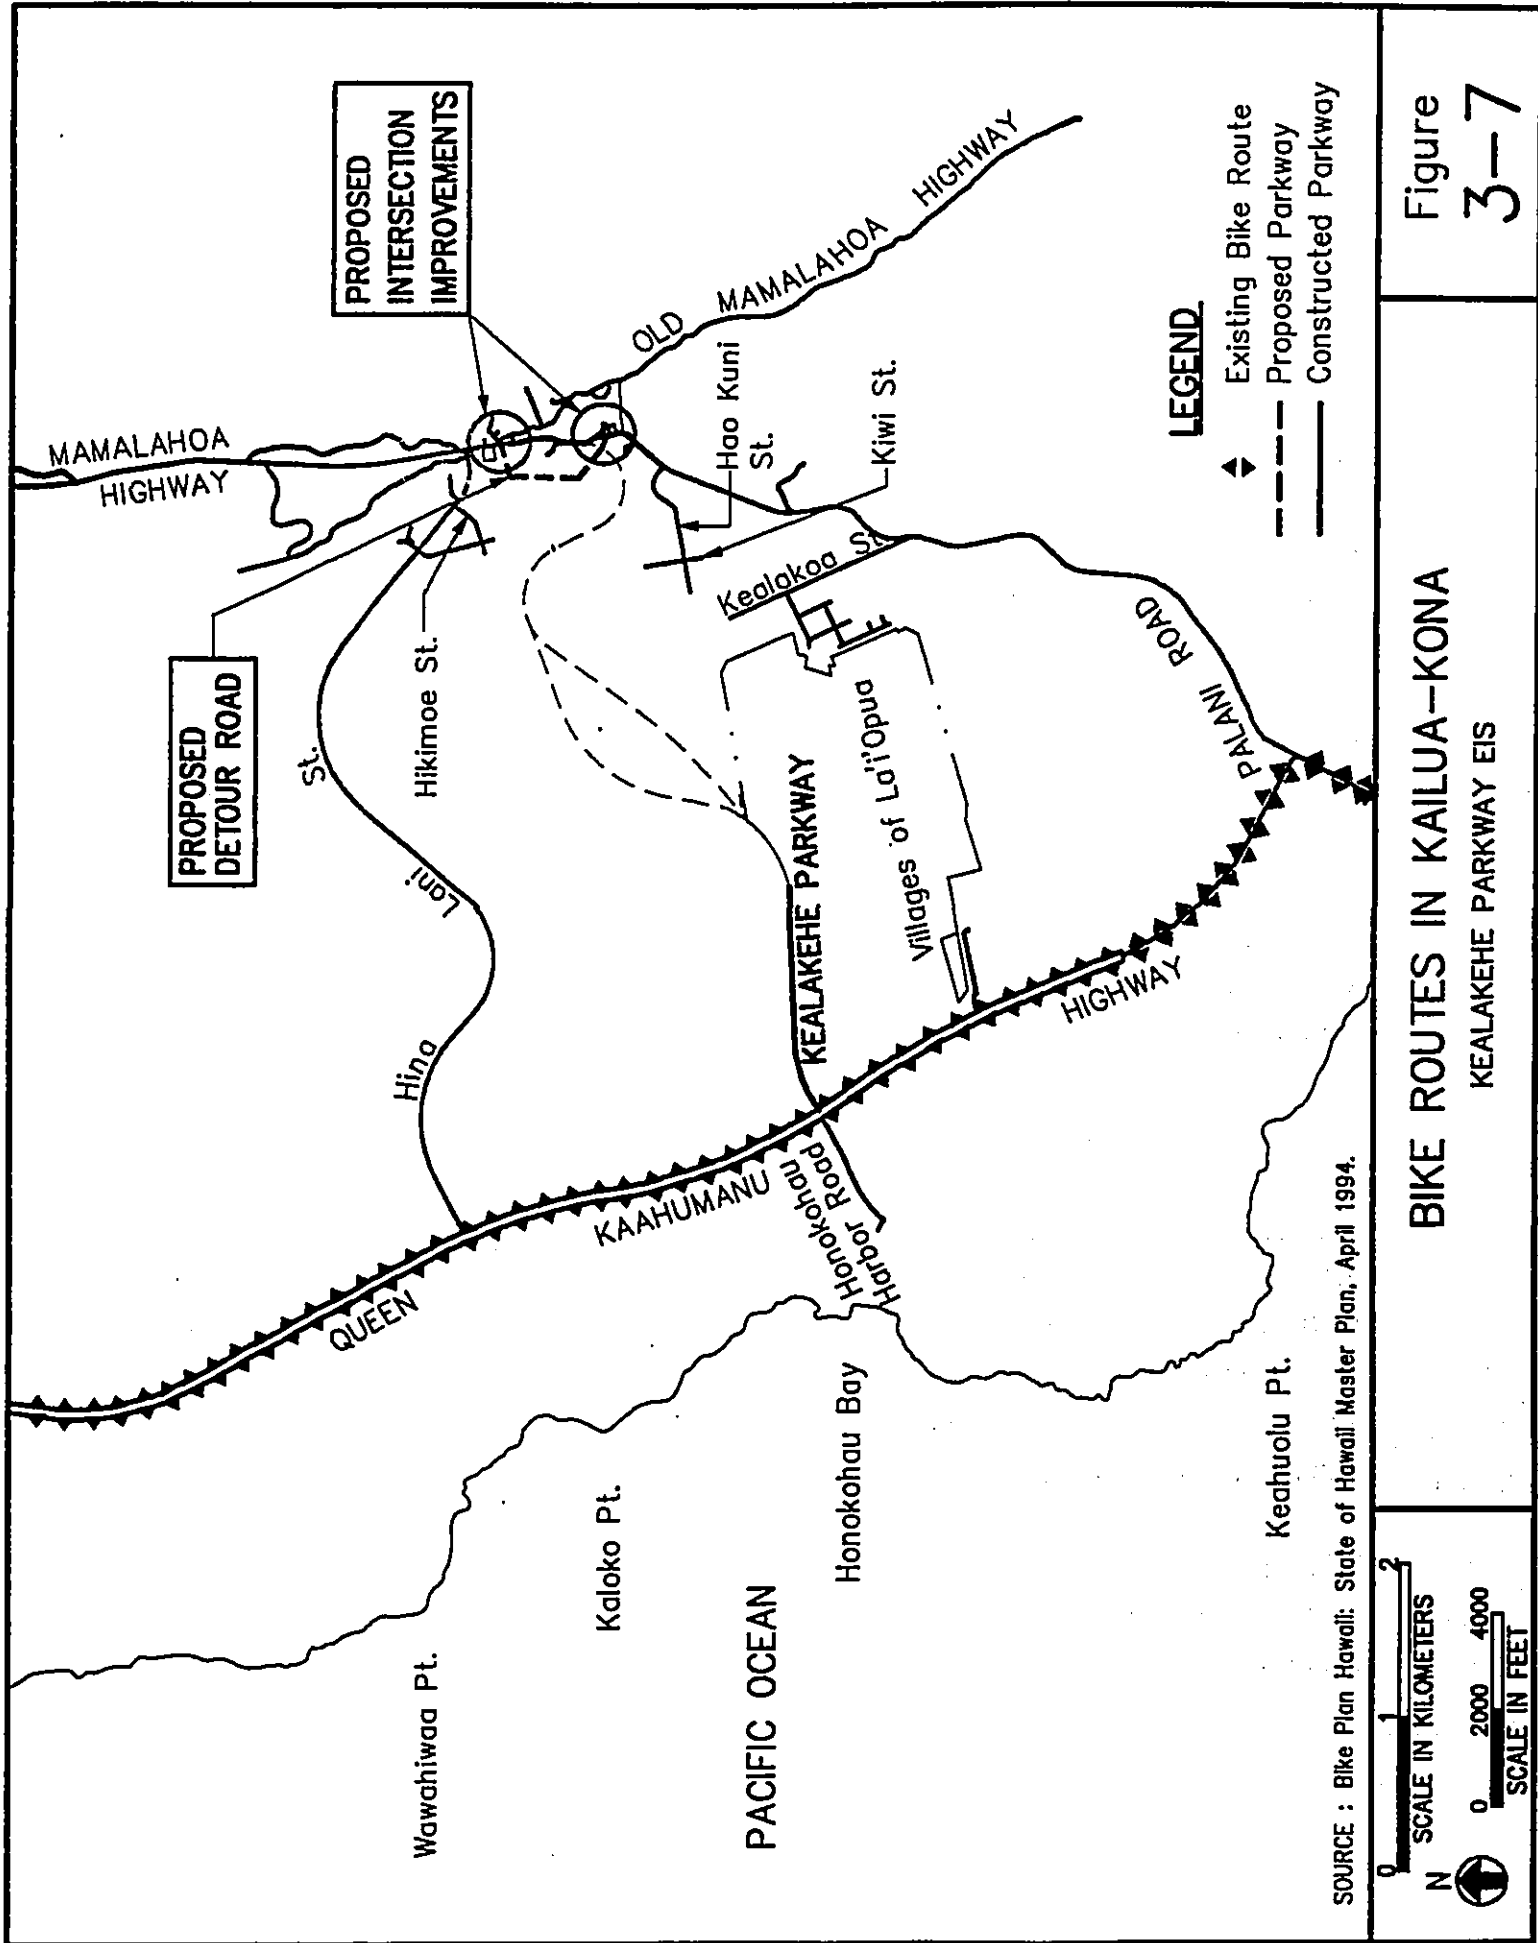 MAMALAHOA
HIGHWAY
PROPOSED
INTERSECTION
IMPROVEMENTS
PROPOSED
DETOUR ROAD
OLD MAMALAHOA HIGHWAY
Hao Kuni
St.
Kiwi St.
Kealakoa St.
Hikimoe St.
Hina Lani St.
KEALAKEHE PARKWAY
Villages of La'i'Opua
PALANI ROAD
QUEEN KAAHUMANU HIGHWAY
Honokohau
Harbor Road
Wawahiwaa Pt.
Kaloko Pt.
PACIFIC OCEAN
Honokohau Bay
Keahuolu Pt.
LEGEND
Existing Bike Route
Proposed Parkway
Constructed Parkway
SOURCE : Bike Plan Hawaii: State of Hawaii Master Plan, April 1994.
N
0 1 2
SCALE IN KILOMETERS
0 2000 4000
SCALE IN FEET
BIKE ROUTES IN KAILUA-KONA
KEALAKEHE PARKWAY EIS
Figure
3-7